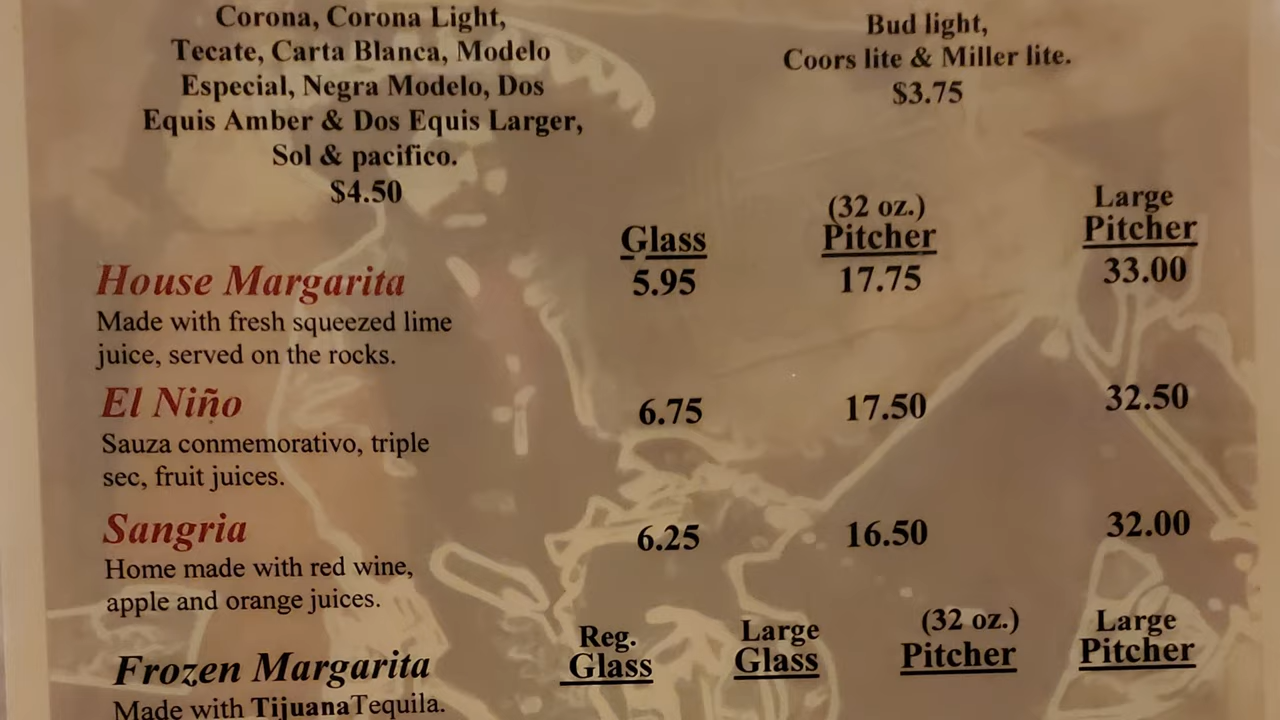 Corona, Corona Light,
Tecate, Carta Blanca, Modelo
Especial, Negra Modelo, Dos
Equis Amber & Dos Equis Larger,
Sol & pacifico.
$4.50
Bud light,
Coors lite & Miller lite.
$3.75
Glass
(32 oz.)
Pitcher
Large
Pitcher
House Margarita 5.95 17.75 33.00
Made with fresh squeezed lime
juice, served on the rocks.
El Niño 6.75 17.50 32.50
Sauza conmemorativo, triple
sec, fruit juices.
Sangria 6.25 16.50 32.00
Home made with red wine,
apple and orange juices.
Reg.
Glass
Large
Glass
(32 oz.)
Pitcher
Large
Pitcher
Frozen Margarita
Made with TijuanaTequila.